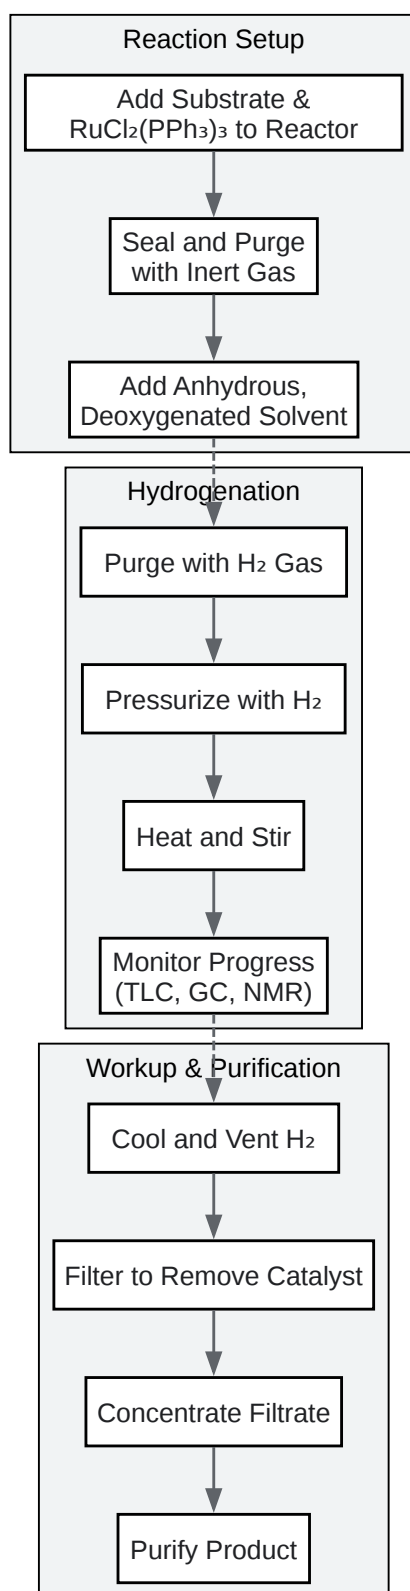 Reaction Setup
Add Substrate &
RuCl₂(PPh₃)₃ to Reactor
Seal and Purge
with Inert Gas
Add Anhydrous,
Deoxygenated Solvent
Hydrogenation
Purge with H₂ Gas
Pressurize with H₂
Heat and Stir
Monitor Progress
(TLC, GC, NMR)
Workup & Purification
Cool and Vent H₂
Filter to Remove Catalyst
Concentrate Filtrate
Purify Product